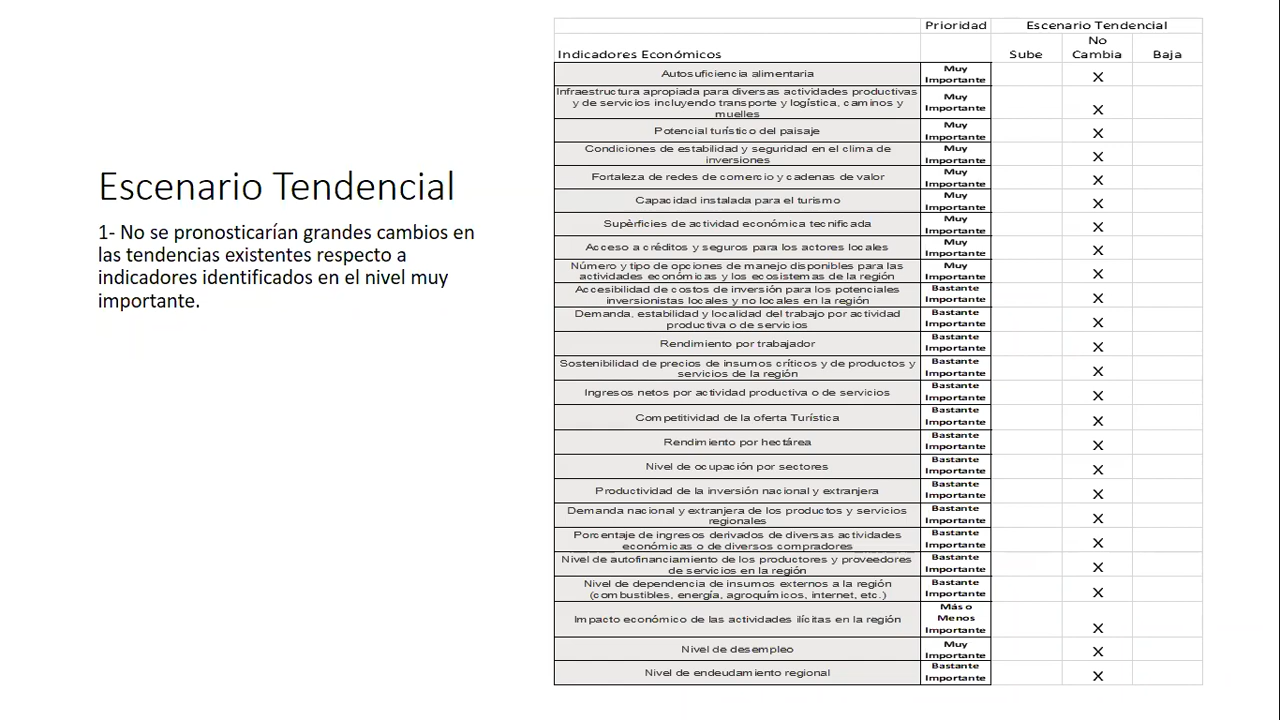 Escenario Tendencial
1- No se pronosticarían grandes cambios en
las tendencias existentes respecto a
indicadores identificados en el nivel muy
importante.
Prioridad Escenario Tendencial
Indicadores Económicos Sube No Cambia Baja
Autosuficiencia alimentaria Muy Importante X
Infraestructura apropiada para diversas actividades productivas
y de servicios incluyendo transporte y logística, caminos y
muelles Muy Importante X
Potencial turístico del paisaje Muy Importante X
Condiciones de estabilidad y seguridad en el clima de
inversiones Muy Importante X
Fortaleza de redes de comercio y cadenas de valor Muy Importante X
Capacidad instalada para el turismo Muy Importante X
Supèrficies de actividad económica tecnificada Muy Importante X
Acceso a créditos y seguros para los actores locales Muy Importante X
Número y tipo de opciones de manejo disponibles para las
actividades económicas y los ecosistemas de la región Muy Importante X
Accesibilidad de costos de inversión para los potenciales
inversionistas locales y no locales en la región Bastante Importante X
Demanda, estabilidad y localidad del trabajo por actividad
productiva o de servicios Bastante Importante X
Rendimiento por trabajador Bastante Importante X
Sostenibilidad de precios de insumos críticos y de productos y
servicios de la región Bastante Importante X
Ingresos netos por actividad productiva o de servicios Bastante Importante X
Competitividad de la oferta Turística Bastante Importante X
Rendimiento por hectárea Bastante Importante X
Nivel de ocupación por sectores Bastante Importante X
Productividad de la inversión nacional y extranjera Bastante Importante X
Demanda nacional y extranjera de los productos y servicios
regionales Bastante Importante X
Porcentaje de ingresos derivados de diversas actividades
económicas o de diversos compradores Bastante Importante X
Nivel de autofinanciamiento de los productores y proveedores
de servicios en la región Bastante Importante X
Nivel de dependencia de insumos externos a la región
(combustibles, energía, agroquímicos, internet, etc.) Bastante Importante X
Impacto económico de las actividades ilícitas en la región Más o Menos Importante X
Nivel de desempleo Muy Importante X
Nivel de endeudamiento regional Bastante Importante X